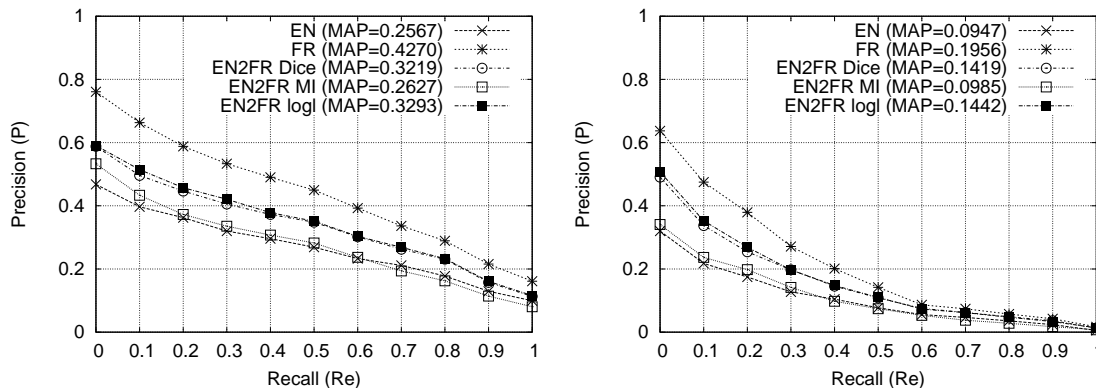 EN (MAP=0.2567)
FR (MAP=0.4270)
EN2FR Dice (MAP=0.3219)
EN2FR MI (MAP=0.2627)
EN2FR logl (MAP=0.3293)
Precision (P)
1
0.8
0.6
0.4
0.2
0
0 0.1 0.2 0.3 0.4 0.5 0.6 0.7 0.8 0.9 1
Recall (Re)
EN (MAP=0.0947)
FR (MAP=0.1956)
EN2FR Dice (MAP=0.1419)
EN2FR MI (MAP=0.0985)
EN2FR logl (MAP=0.1442)
Precision (P)
1
0.8
0.6
0.4
0.2
0
0 0.1 0.2 0.3 0.4 0.5 0.6 0.7 0.8 0.9 1
Recall (Re)